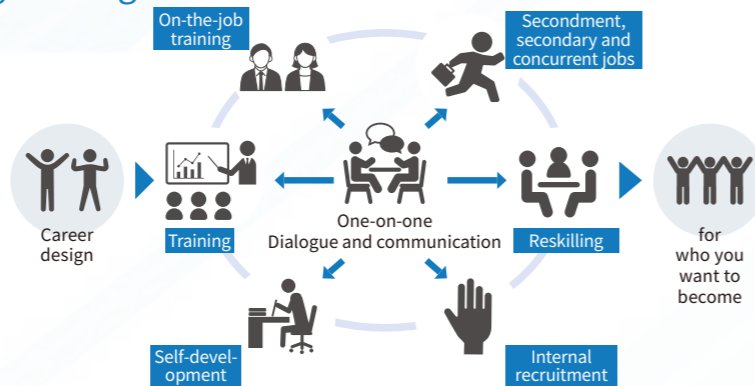 On-the-job
training
Secondment,
secondary and
concurrent jobs
Career
design
Training
One-on-one
Dialogue and communication
Reskilling
for
who you
want to
become
Self-devel-
opment
Internal
recruitment